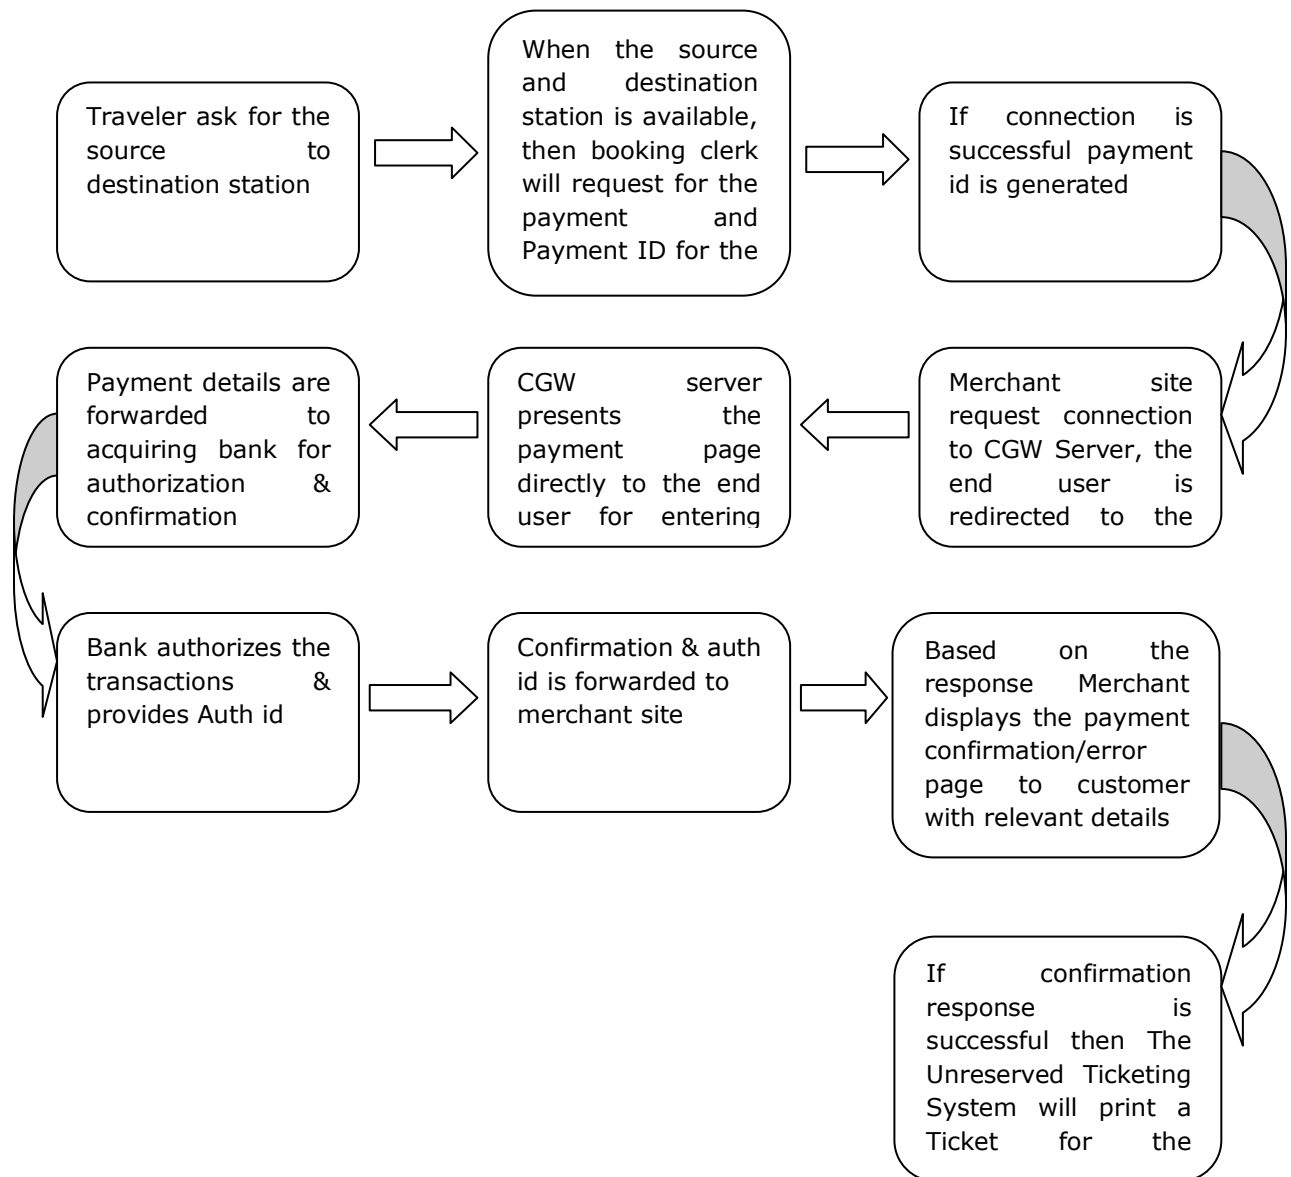 Traveler ask for the
source to
destination station
When the source
and destination
station is available,
then booking clerk
will request for the
payment and
Payment ID for the
If connection is
successful payment
id is generated
Merchant site
request connection
to CGW Server, the
end user is
redirected to the
CGW server
presents the
payment page
directly to the end
user for entering
Payment details are
forwarded to
acquiring bank for
authorization &
confirmation
Bank authorizes the
transactions &
provides Auth id
Confirmation & auth
id is forwarded to
merchant site
Based on the
response Merchant
displays the payment
confirmation/error
page to customer
with relevant details
If confirmation
response is
successful then The
Unreserved Ticketing
System will print a
Ticket for the